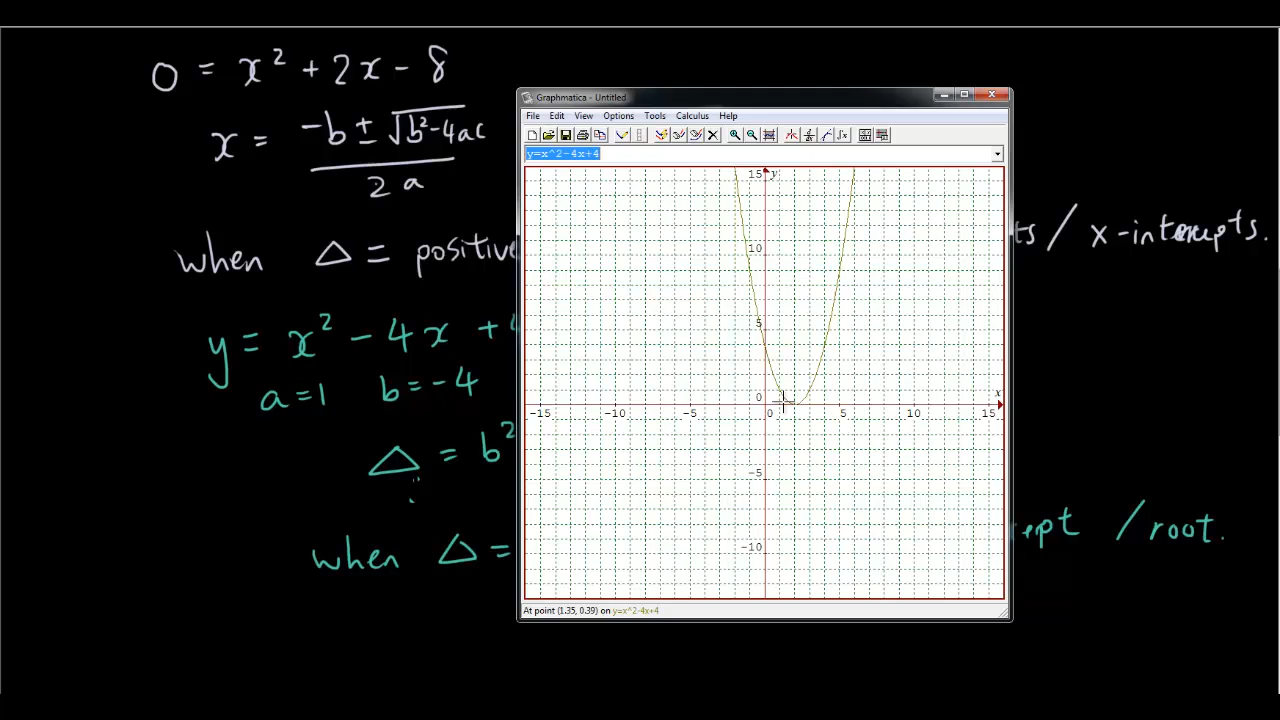 0 = x² + 2x - 8
x = -b ± √b²-4ac
2a
when △ = positive
ts / x-intercepts.
y = x² - 4x +
a = 1 b = -4
△ = b²
when △ =
ept / root.
Graphmatica - Untitled
File Edit View Options Tools Calculus Help
y=x^2-4x+4
y
15
10
5
0
-15 -10 -5 0 5 10 15 x
-5
-10
At point (1.35, 0.39) on y=x^2-4x+4